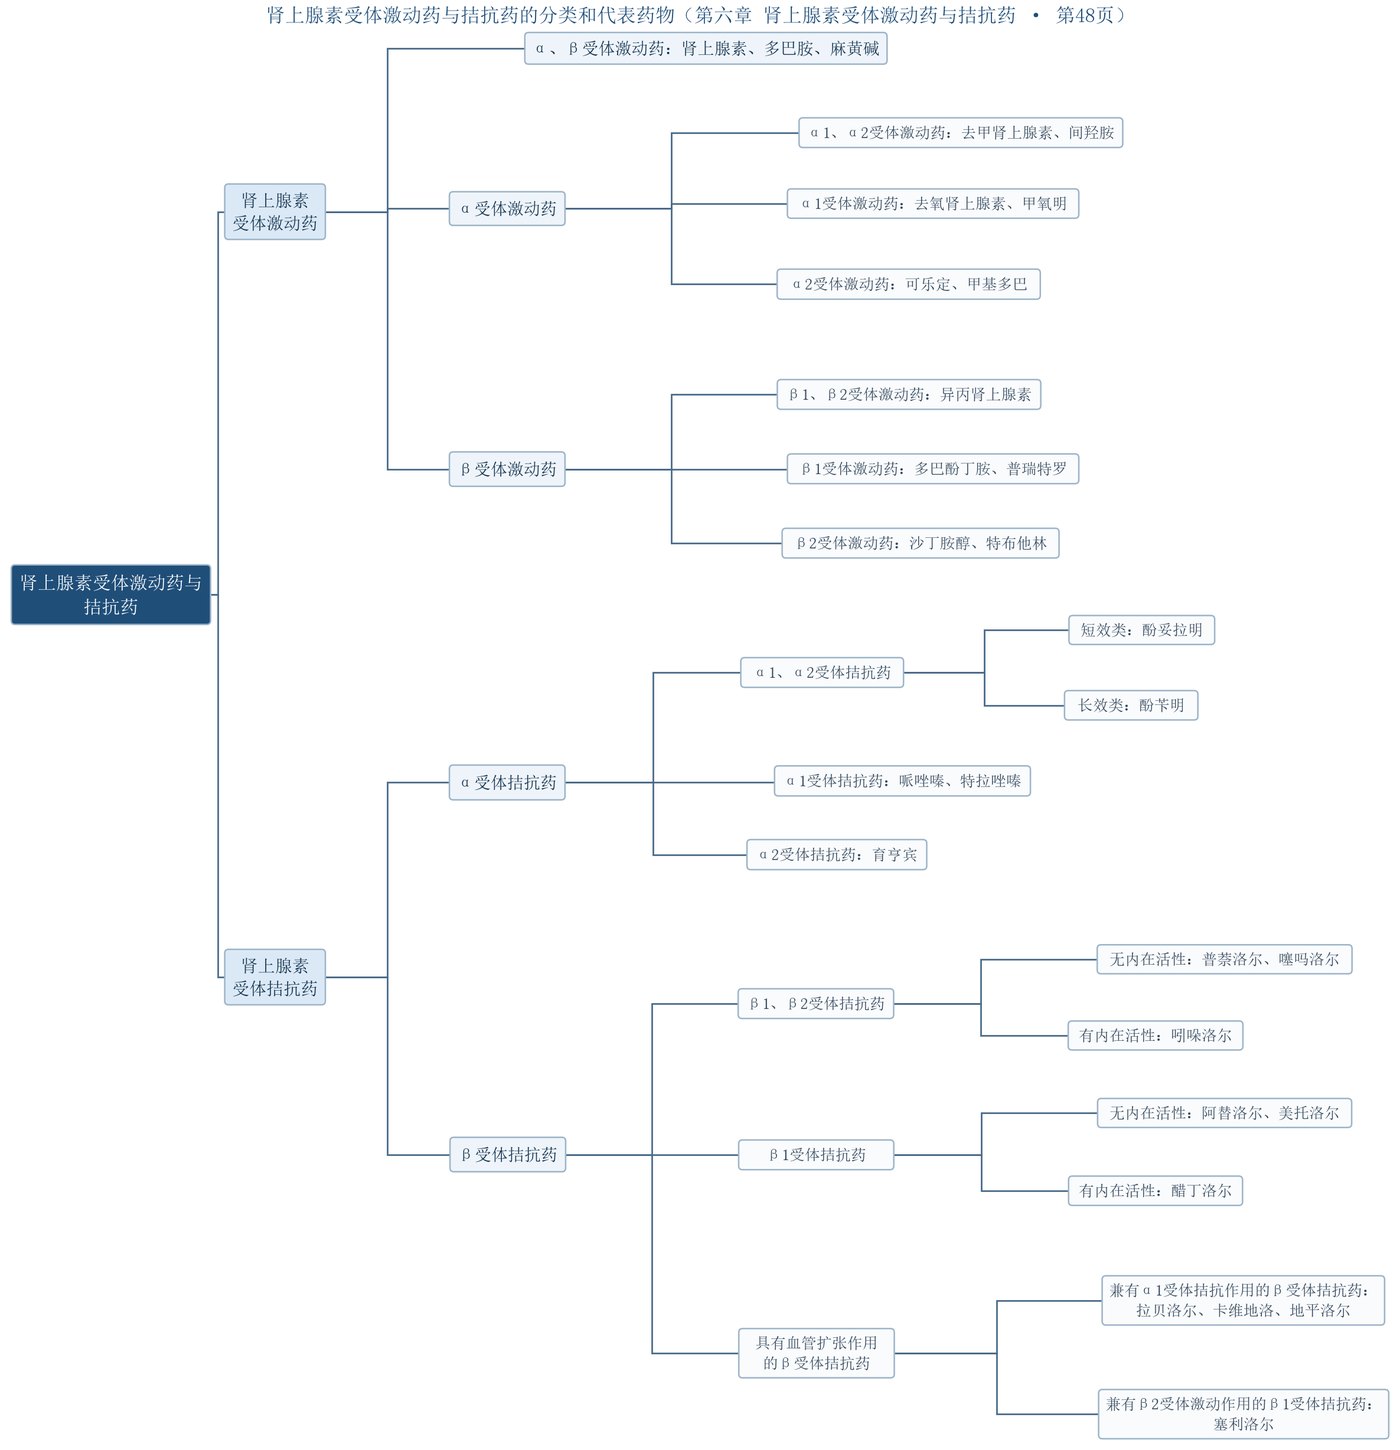 肾上腺素受体激动药与拮抗药的分类和代表药物（第六章 肾上腺素受体激动药与拮抗药 • 第48页）
肾上腺素受体激动药与
拮抗药
肾上腺素
受体激动药
α、β受体激动药：肾上腺素、多巴胺、麻黄碱
α受体激动药
α1、α2受体激动药：去甲肾上腺素、间羟胺
α1受体激动药：去氧肾上腺素、甲氧明
α2受体激动药：可乐定、甲基多巴
β受体激动药
β1、β2受体激动药：异丙肾上腺素
β1受体激动药：多巴酚丁胺、普瑞特罗
β2受体激动药：沙丁胺醇、特布他林
肾上腺素
受体拮抗药
α受体拮抗药
α1、α2受体拮抗药
短效类：酚妥拉明
长效类：酚苄明
α1受体拮抗药：哌唑嗪、特拉唑嗪
α2受体拮抗药：育亨宾
β受体拮抗药
β1、β2受体拮抗药
无内在活性：普萘洛尔、噻吗洛尔
有内在活性：吲哚洛尔
β1受体拮抗药
无内在活性：阿替洛尔、美托洛尔
有内在活性：醋丁洛尔
具有血管扩张作用
的β受体拮抗药
兼有α1受体拮抗作用的β受体拮抗药：
拉贝洛尔、卡维地洛、地平洛尔
兼有β2受体激动作用的β1受体拮抗药：
塞利洛尔